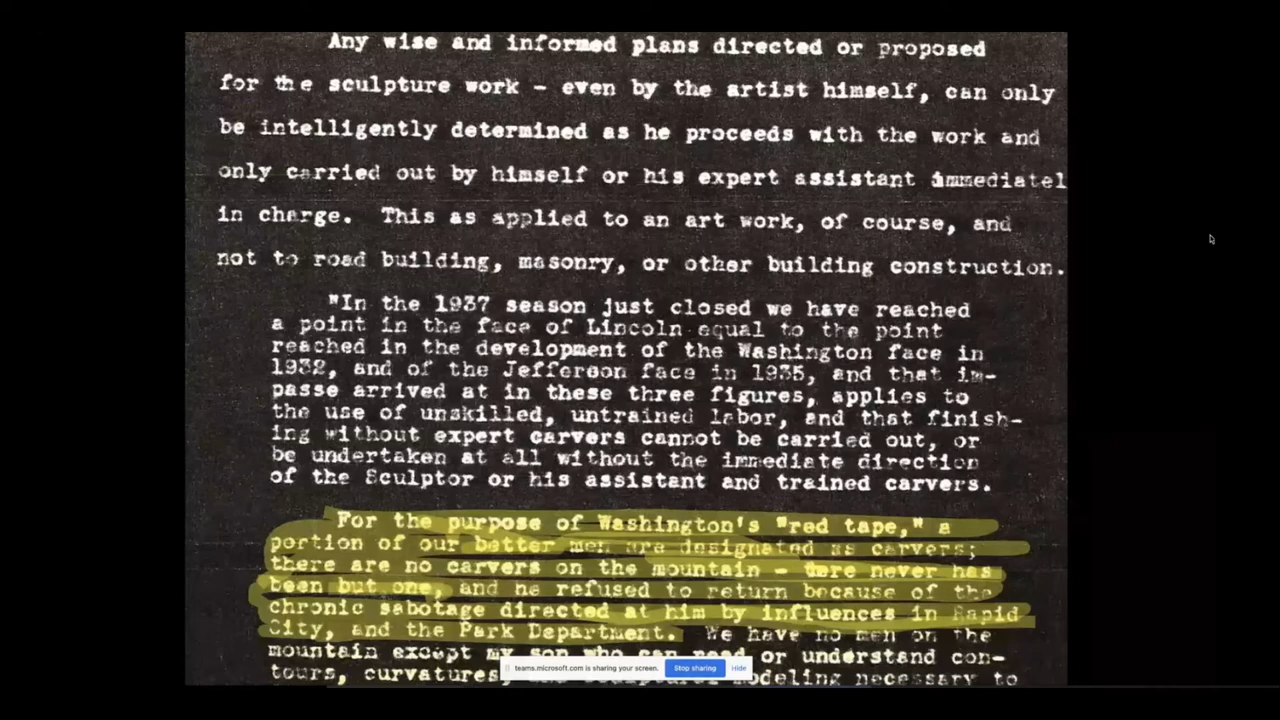 Any wise and informed plans directed or proposed
for the sculpture work - even by the artist himself, can only
be intelligently determined as he proceeds with the work and
only carried out by himself or his expert assistant immediatel
in charge. This as applied to an art work, of course, and
not to road building, masonry, or other building construction.
"In the 1937 season just closed we have reached
a point in the face of Lincoln equal to the point
reached in the development of the Washington face in
1932, and of the Jefferson face in 1935, and that im-
passe arrived at in these three figures, applies to
the use of unskilled, untrained labor, and that finish-
ing without expert carvers cannot be carried out, or
be undertaken at all without the immediate direction
of the Sculptor or his assistant and trained carvers.
For the purpose of Washington's "red tape," a
portion of our better men are designated as carvers;
there are no carvers on the mountain - there never has
been but one, and he refused to return because of the
chronic sabotage directed at him by influences in Rapid
City, and the Park Department. We have no men on the
mountain except my son who can read or understand con-
tours, curvatures, modeling necessary to
teams.microsoft.com is sharing your screen.
Stop sharing
Hide